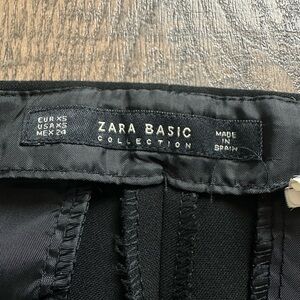 EUR XS
USA XS
MEX 24
ZARA BASIC
COLLECTION
MADE
IN
SPAIN